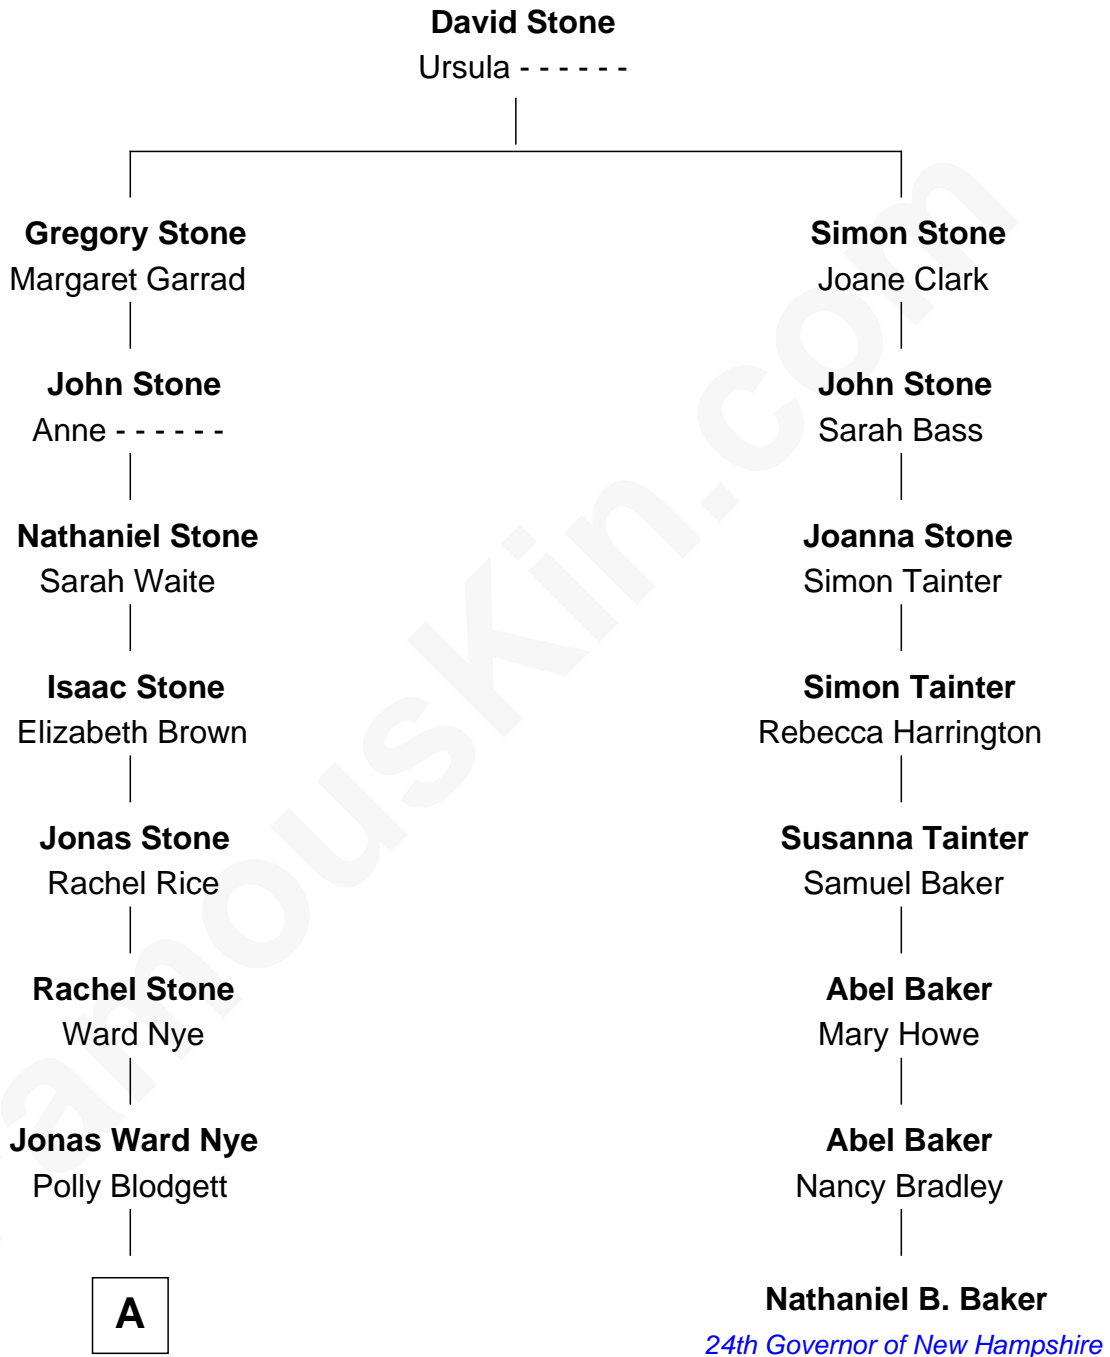 David Stone
Ursula - - - - - -
Gregory Stone
Margaret Garrad
Simon Stone
Joane Clark
John Stone
Anne - - - - - -
John Stone
Sarah Bass
Nathaniel Stone
Sarah Waite
Joanna Stone
Simon Tainter
Isaac Stone
Elizabeth Brown
Simon Tainter
Rebecca Harrington
Jonas Stone
Rachel Rice
Susanna Tainter
Samuel Baker
Rachel Stone
Ward Nye
Abel Baker
Mary Howe
Jonas Ward Nye
Polly Blodgett
Abel Baker
Nancy Bradley
A
Nathaniel B. Baker
24th Governor of New Hampshire
amousKin.com